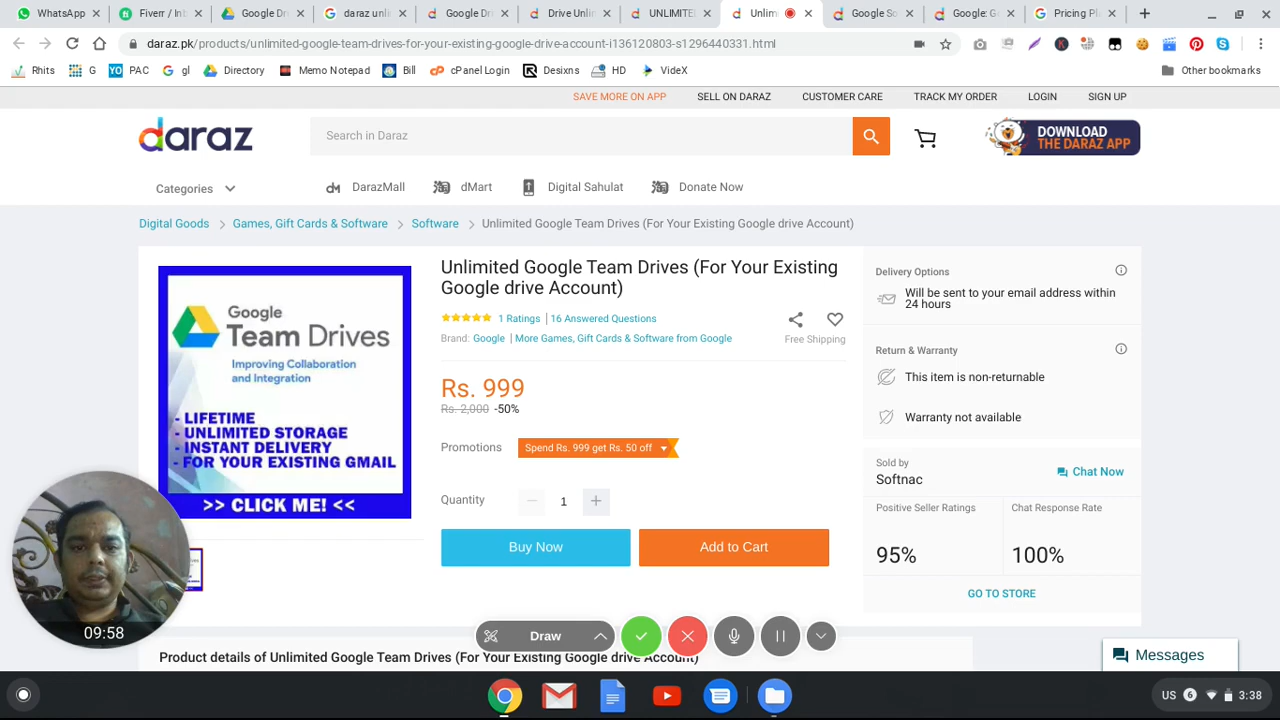 WhatsApp
Fiverr / Inb
Google Dri
daraz unli
Google Dri
Drive Unli
UNLIMITE
Unlim
Google So
Google: G
Pricing Pl
daraz.pk/products/unlimited-google-team-drives-for-your-existing-google-drive-account-i136120803-s1296440331.html
Rhits
G
PAC
gl
Directory
Memo Notepad
Bill
cPanel Login
Desixns
HD
VideX
Other bookmarks
SAVE MORE ON APP
SELL ON DARAZ
CUSTOMER CARE
TRACK MY ORDER
LOGIN
SIGN UP
daraz
Search in Daraz
DOWNLOAD
THE DARAZ APP
Categories
DarazMall
dMart
Digital Sahulat
Donate Now
Digital Goods
Games, Gift Cards & Software
Software
Unlimited Google Team Drives (For Your Existing Google drive Account)
Google
Team Drives
Improving Collaboration
and Integration
- LIFETIME
- UNLIMITED STORAGE
- INSTANT DELIVERY
- FOR YOUR EXISTING GMAIL
>> CLICK ME! <<
Unlimited Google Team Drives (For Your Existing
Google drive Account)
1 Ratings
16 Answered Questions
Brand: Google
More Games, Gift Cards & Software from Google
Free Shipping
Rs. 999
Rs. 2,000 -50%
Promotions
Spend Rs. 999 get Rs. 50 off
Quantity
1
Buy Now
Add to Cart
Delivery Options
Will be sent to your email address within
24 hours
Return & Warranty
This item is non-returnable
Warranty not available
Sold by
Softnac
Chat Now
Positive Seller Ratings
95%
Chat Response Rate
100%
GO TO STORE
09:58
Draw
Product details of Unlimited Google Team Drives (For Your Existing Google drive Account)
Messages
US
6
3:38